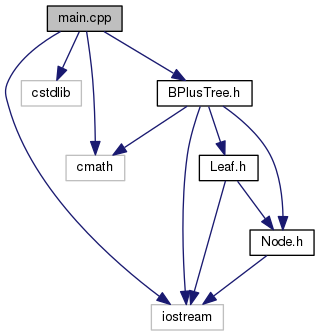 main.cpp
cstdlib
BPlusTree.h
cmath
Leaf.h
Node.h
iostream